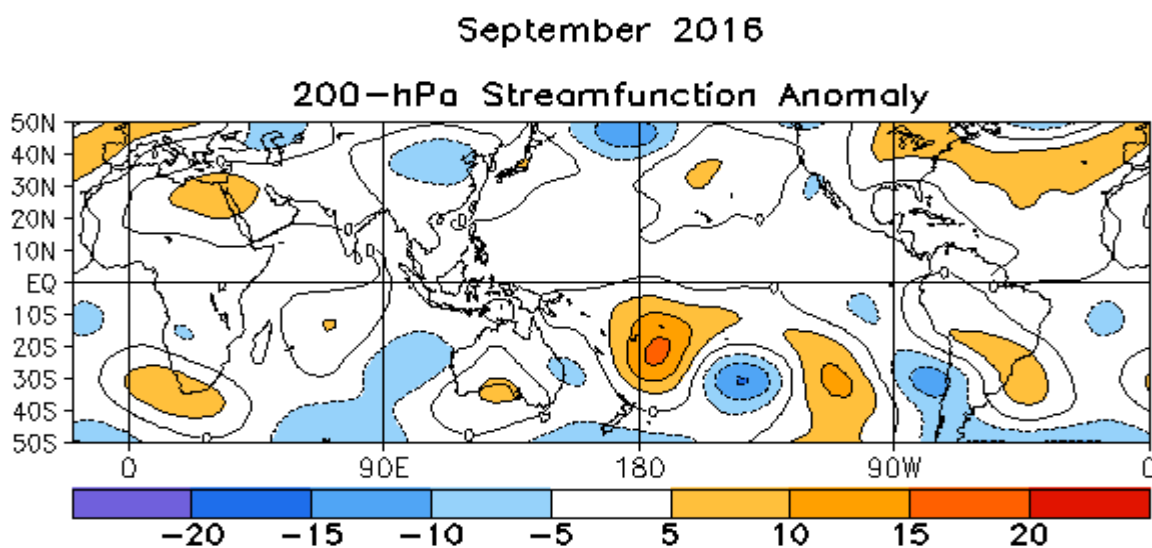 September 2016
200-hPa Streamfunction Anomaly
50N
40N
30N
20N
10N
EQ
10S
20S
30S
40S
50S
0 90E 180 90W 0
-20 -15 -10 -5 5 10 15 20